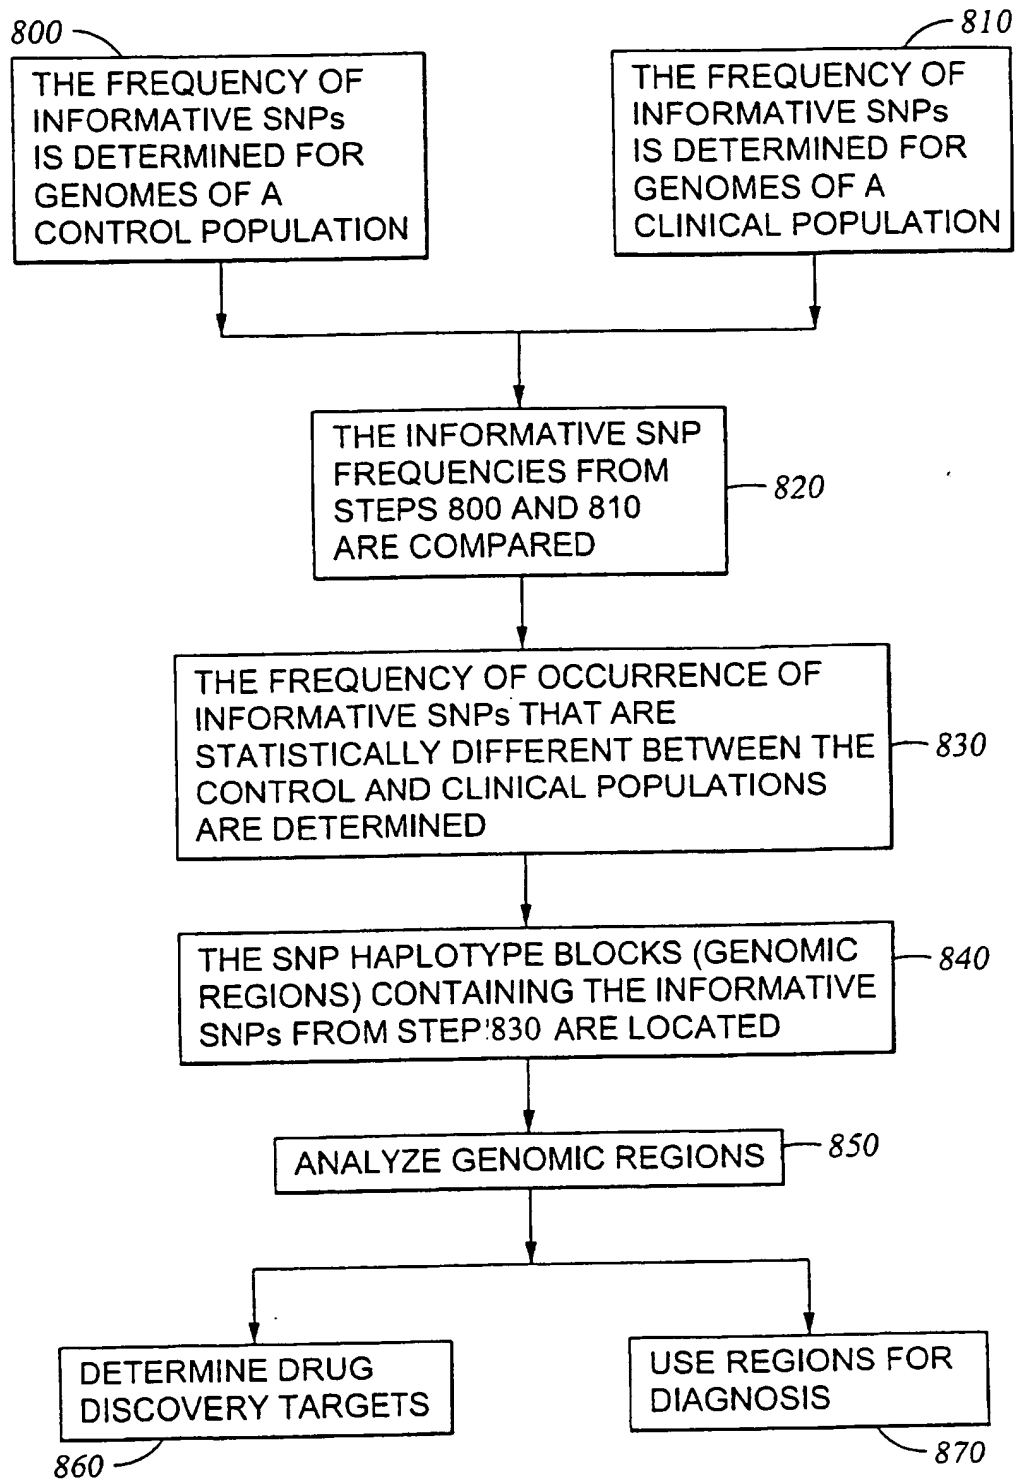 800
THE FREQUENCY OF
INFORMATIVE SNPs
IS DETERMINED FOR
GENOMES OF A
CONTROL POPULATION
810
THE FREQUENCY OF
INFORMATIVE SNPs
IS DETERMINED FOR
GENOMES OF A
CLINICAL POPULATION
THE INFORMATIVE SNP
FREQUENCIES FROM
STEPS 800 AND 810
ARE COMPARED
820
THE FREQUENCY OF OCCURRENCE OF
INFORMATIVE SNPs THAT ARE
STATISTICALLY DIFFERENT BETWEEN THE
CONTROL AND CLINICAL POPULATIONS
ARE DETERMINED
830
THE SNP HAPLOTYPE BLOCKS (GENOMIC
REGIONS) CONTAINING THE INFORMATIVE
SNPs FROM STEP 830 ARE LOCATED
840
ANALYZE GENOMIC REGIONS
850
DETERMINE DRUG
DISCOVERY TARGETS
860
USE REGIONS FOR
DIAGNOSIS
870